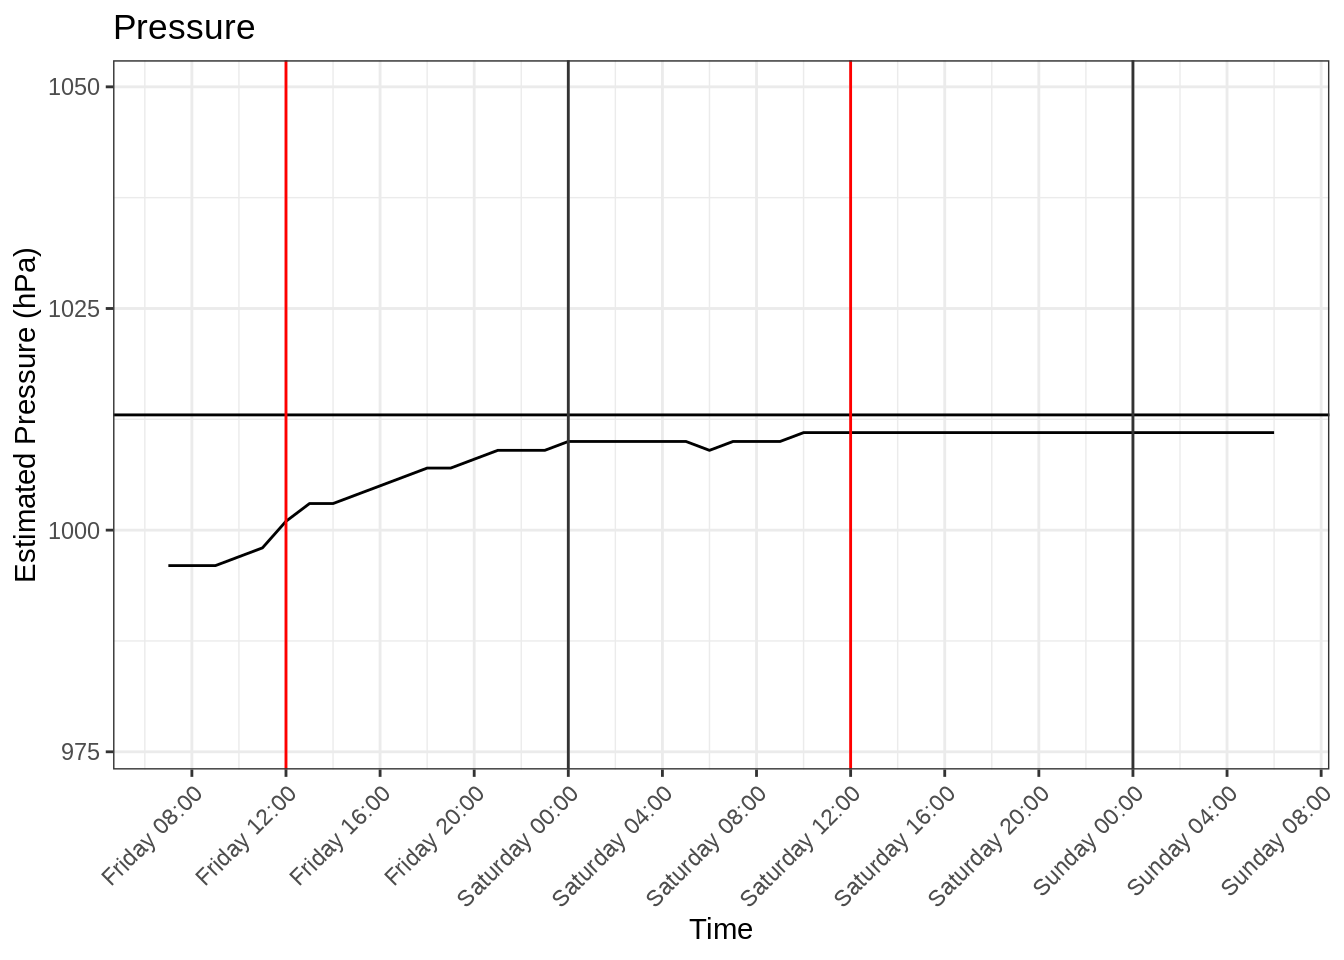 Pressure
Estimated Pressure (hPa)
1050
1025
1000
975
Friday 08:00
Friday 12:00
Friday 16:00
Friday 20:00
Saturday 00:00
Saturday 04:00
Saturday 08:00
Saturday 12:00
Saturday 16:00
Saturday 20:00
Sunday 00:00
Sunday 04:00
Sunday 08:00
Time